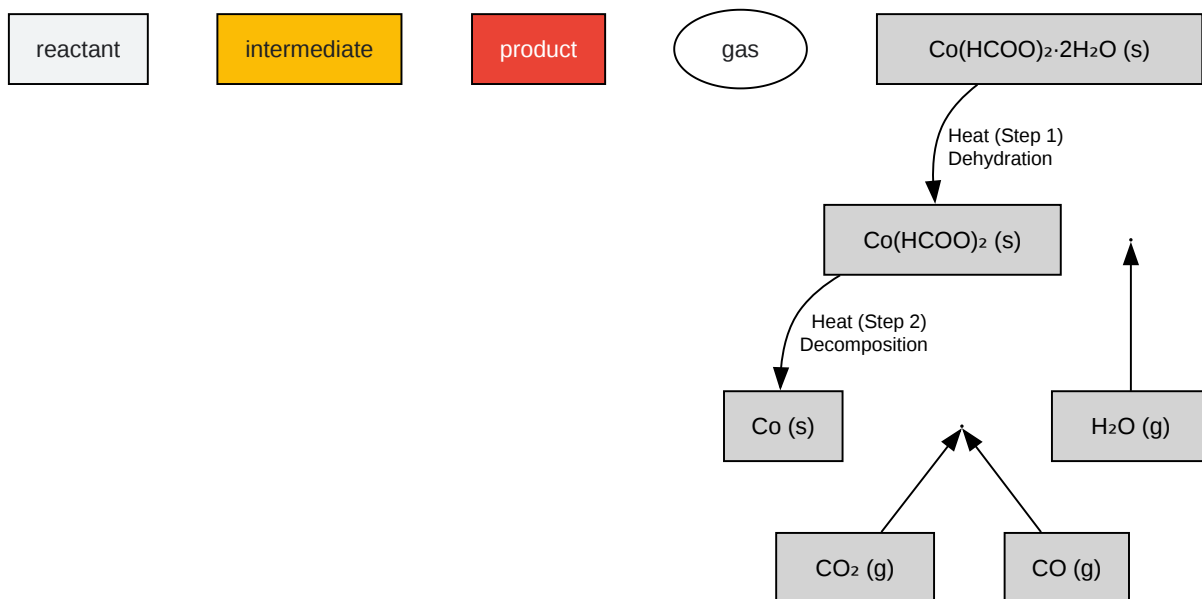 reactant
intermediate
product
gas
Co(HCOO)₂·2H₂O (s)
Heat (Step 1)
Dehydration
Co(HCOO)₂ (s)
Heat (Step 2)
Decomposition
Co (s)
H₂O (g)
CO₂ (g)
CO (g)